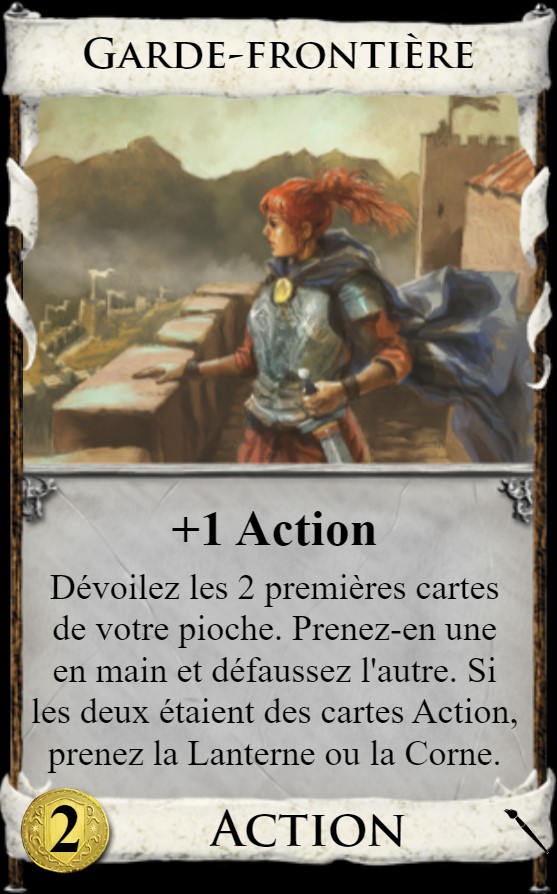 Garde-frontière
+1 Action
Dévoilez les 2 premières cartes
de votre pioche. Prenez-en une
en main et défaussez l'autre. Si
les deux étaient des cartes Action,
prenez la Lanterne ou la Corne.
2
Action